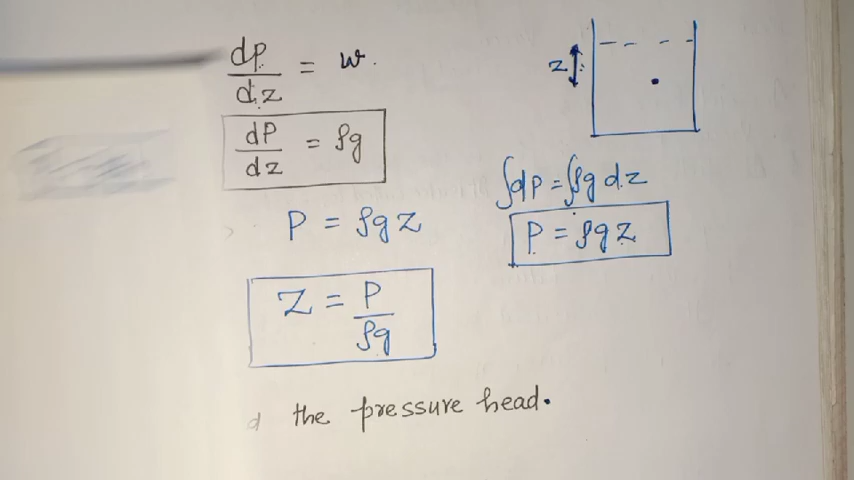 dP/dz = w.
dP/dz = ρg
P = ρgz
Z = P/ρg
d the pressure head.
z
∫dP = ∫ρg dz
P = ρgz